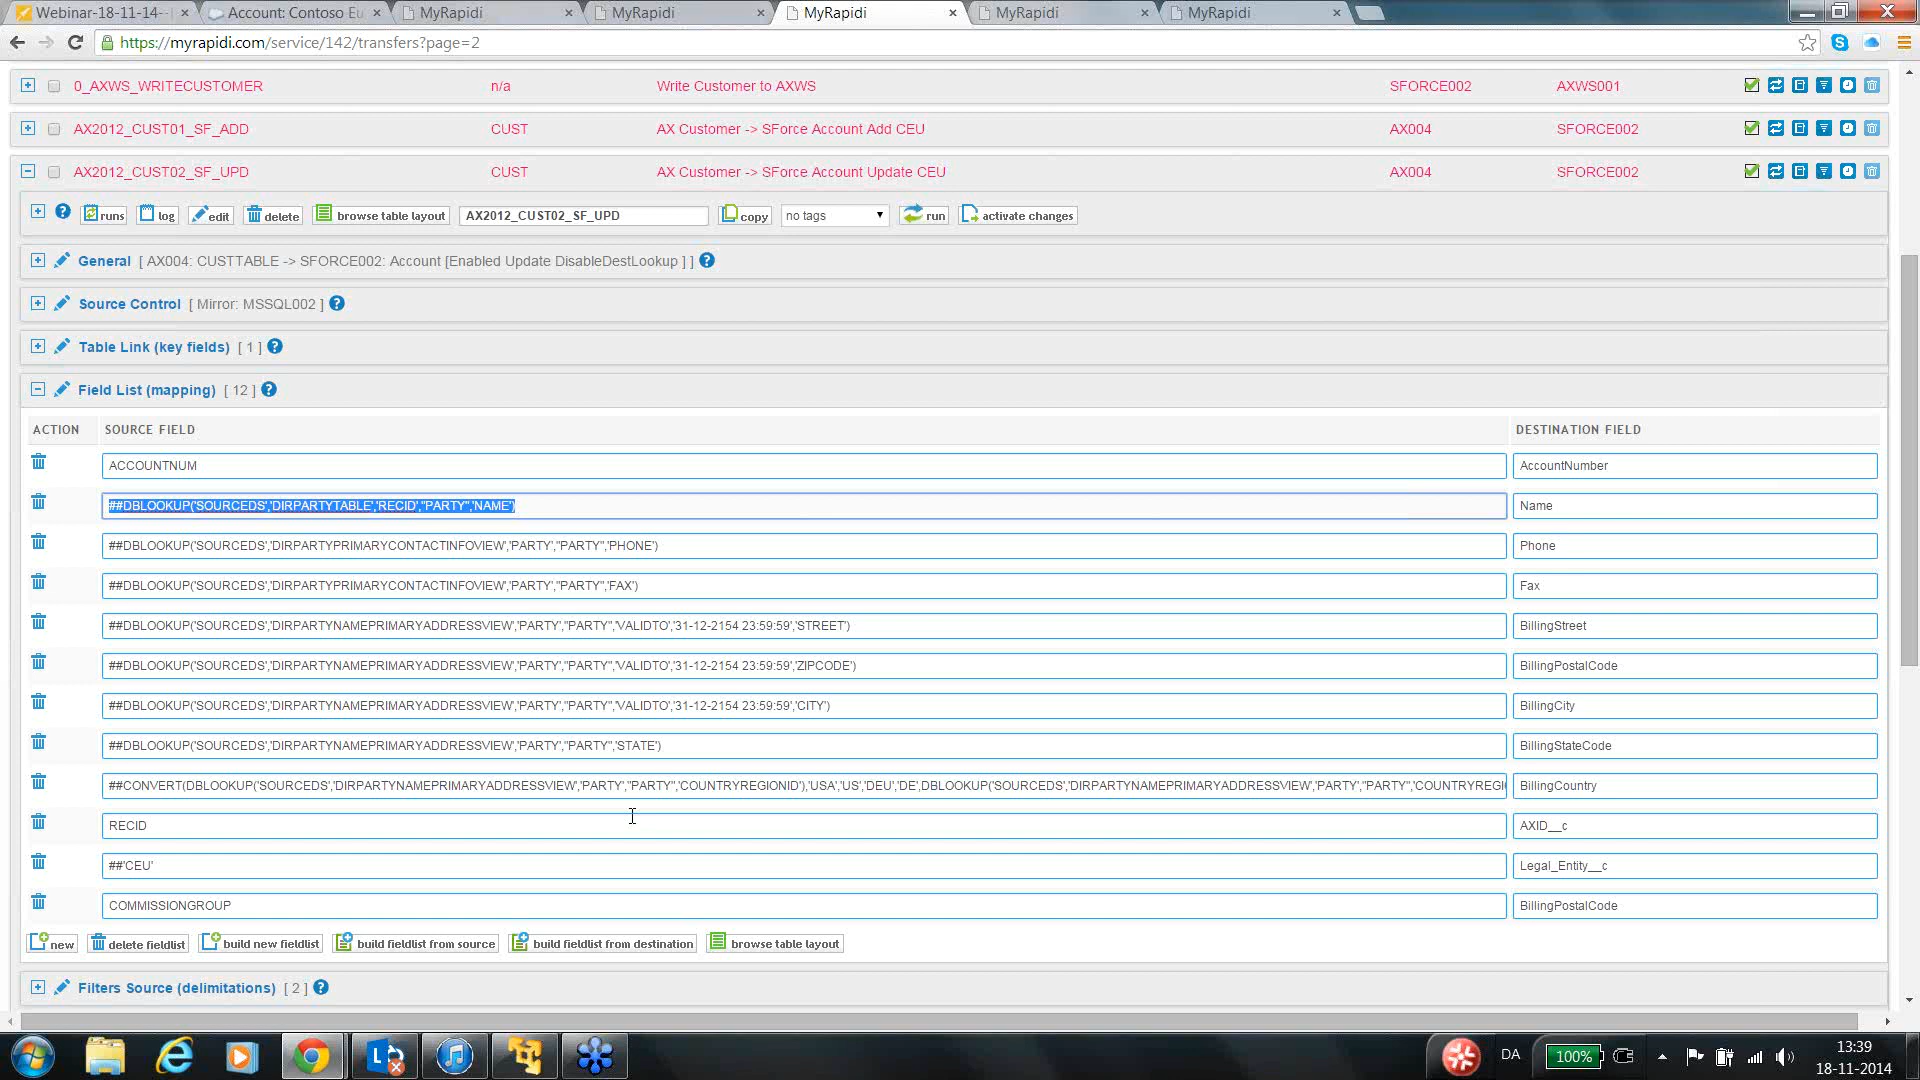 Webinar-18-11-14--
Account: Contoso Eu
MyRapidi
MyRapidi
MyRapidi
MyRapidi
MyRapidi
https://myrapidi.com/service/142/transfers?page=2
0_AXWS_WRITECUSTOMER n/a Write Customer to AXWS SFORCE002 AXWS001
AX2012_CUST01_SF_ADD CUST AX Customer -> SForce Account Add CEU AX004 SFORCE002
AX2012_CUST02_SF_UPD CUST AX Customer -> SForce Account Update CEU AX004 SFORCE002
runs log edit delete browse table layout AX2012_CUST02_SF_UPD copy no tags run activate changes
General [ AX004: CUSTTABLE -> SFORCE002: Account [Enabled Update DisableDestLookup ] ]
Source Control [ Mirror: MSSQL002 ]
Table Link (key fields) [ 1 ]
Field List (mapping) [ 12 ]
ACTION SOURCE FIELD DESTINATION FIELD
ACCOUNTNUM AccountNumber
##DBLOOKUP('SOURCEDS','DIRPARTYTABLE','RECID',"PARTY",'NAME') Name
##DBLOOKUP('SOURCEDS','DIRPARTYPRIMARYCONTACTINFOVIEW','PARTY',"PARTY",'PHONE') Phone
##DBLOOKUP('SOURCEDS','DIRPARTYPRIMARYCONTACTINFOVIEW','PARTY',"PARTY",'FAX') Fax
##DBLOOKUP('SOURCEDS','DIRPARTYNAMEPRIMARYADDRESSVIEW','PARTY',"PARTY",'VALIDTO','31-12-2154 23:59:59','STREET') BillingStreet
##DBLOOKUP('SOURCEDS','DIRPARTYNAMEPRIMARYADDRESSVIEW','PARTY',"PARTY",'VALIDTO','31-12-2154 23:59:59','ZIPCODE') BillingPostalCode
##DBLOOKUP('SOURCEDS','DIRPARTYNAMEPRIMARYADDRESSVIEW','PARTY',"PARTY",'VALIDTO','31-12-2154 23:59:59','CITY') BillingCity
##DBLOOKUP('SOURCEDS','DIRPARTYNAMEPRIMARYADDRESSVIEW','PARTY',"PARTY",'STATE') BillingStateCode
##CONVERT(DBLOOKUP('SOURCEDS','DIRPARTYNAMEPRIMARYADDRESSVIEW','PARTY',"PARTY",'COUNTRYREGIONID'),'USA','US','DEU','DE',DBLOOKUP('SOURCEDS','DIRPARTYNAMEPRIMARYADDRESSVIEW','PARTY',"PARTY",'COUNTRYREGI BillingCountry
RECID AXID__c
##'CEU' Legal_Entity__c
COMMISSIONGROUP BillingPostalCode
new delete fieldlist build new fieldlist build fieldlist from source build fieldlist from destination browse table layout
Filters Source (delimitations) [ 2 ]
DA 100% 13:39
18-11-2014